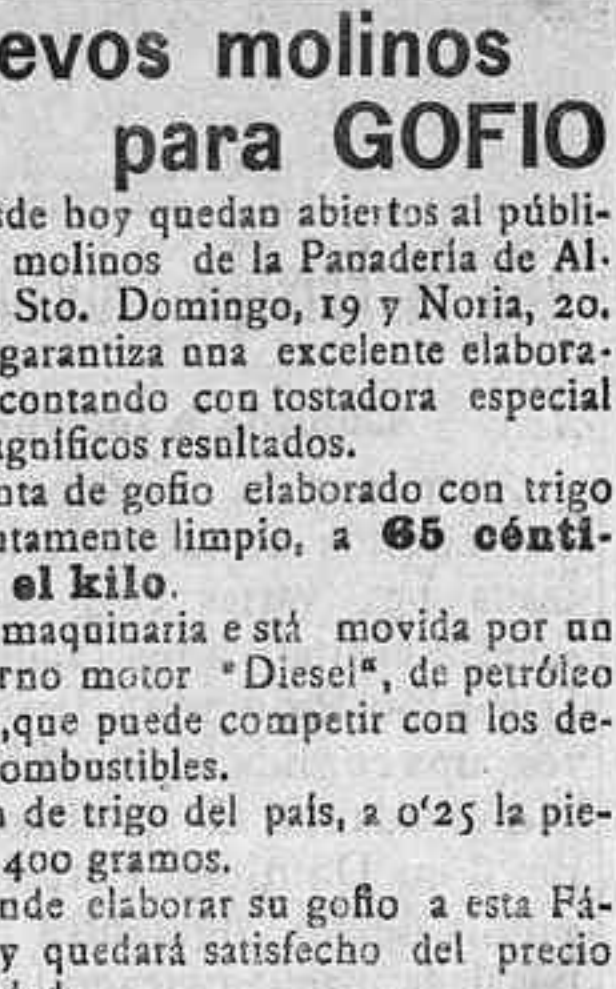 evos molinos
para GOFIO
sde hoy quedan abiertos al públi-
molinos de la Panadería de Al-
Sto. Domingo, 19 y Noria, 20.
garantiza una excelente elabora-
contando con tostadora especial
agníficos resultados.
nta de gofio elaborado con trigo
ntamente limpio, a 65 cénti-
el kilo.
maquinaria está movida por un
rno motor "Diesel", de petróleo
,que puede competir con los de-
ombustibles.
n de trigo del país, a 0'25 la pie-
400 gramos.
nde elaborar su gofio a esta Fá-
y quedará satisfecho del precio